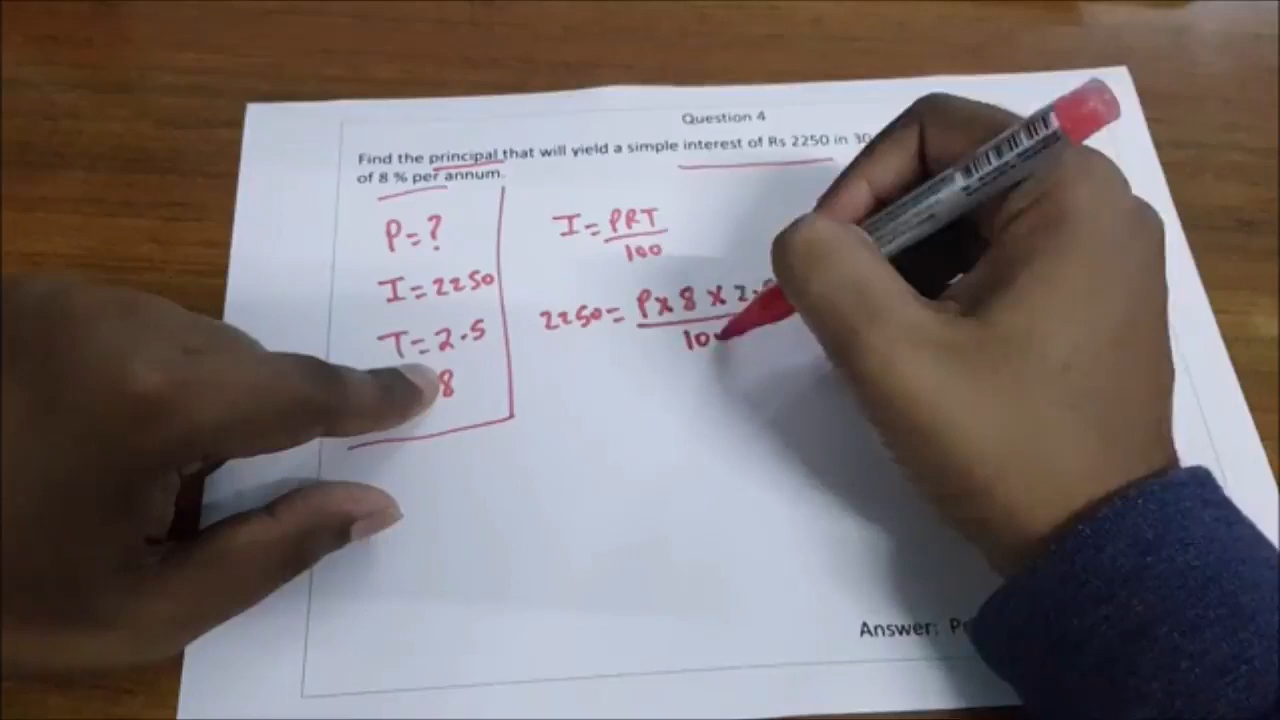 Question 4
Find the principal that will yield a simple interest of Rs 2250 in 30
of 8 % per annum.
P=?
I=2250
T=2.5
8
I=PRT
100
2250=P×8×2.
10
Answer: